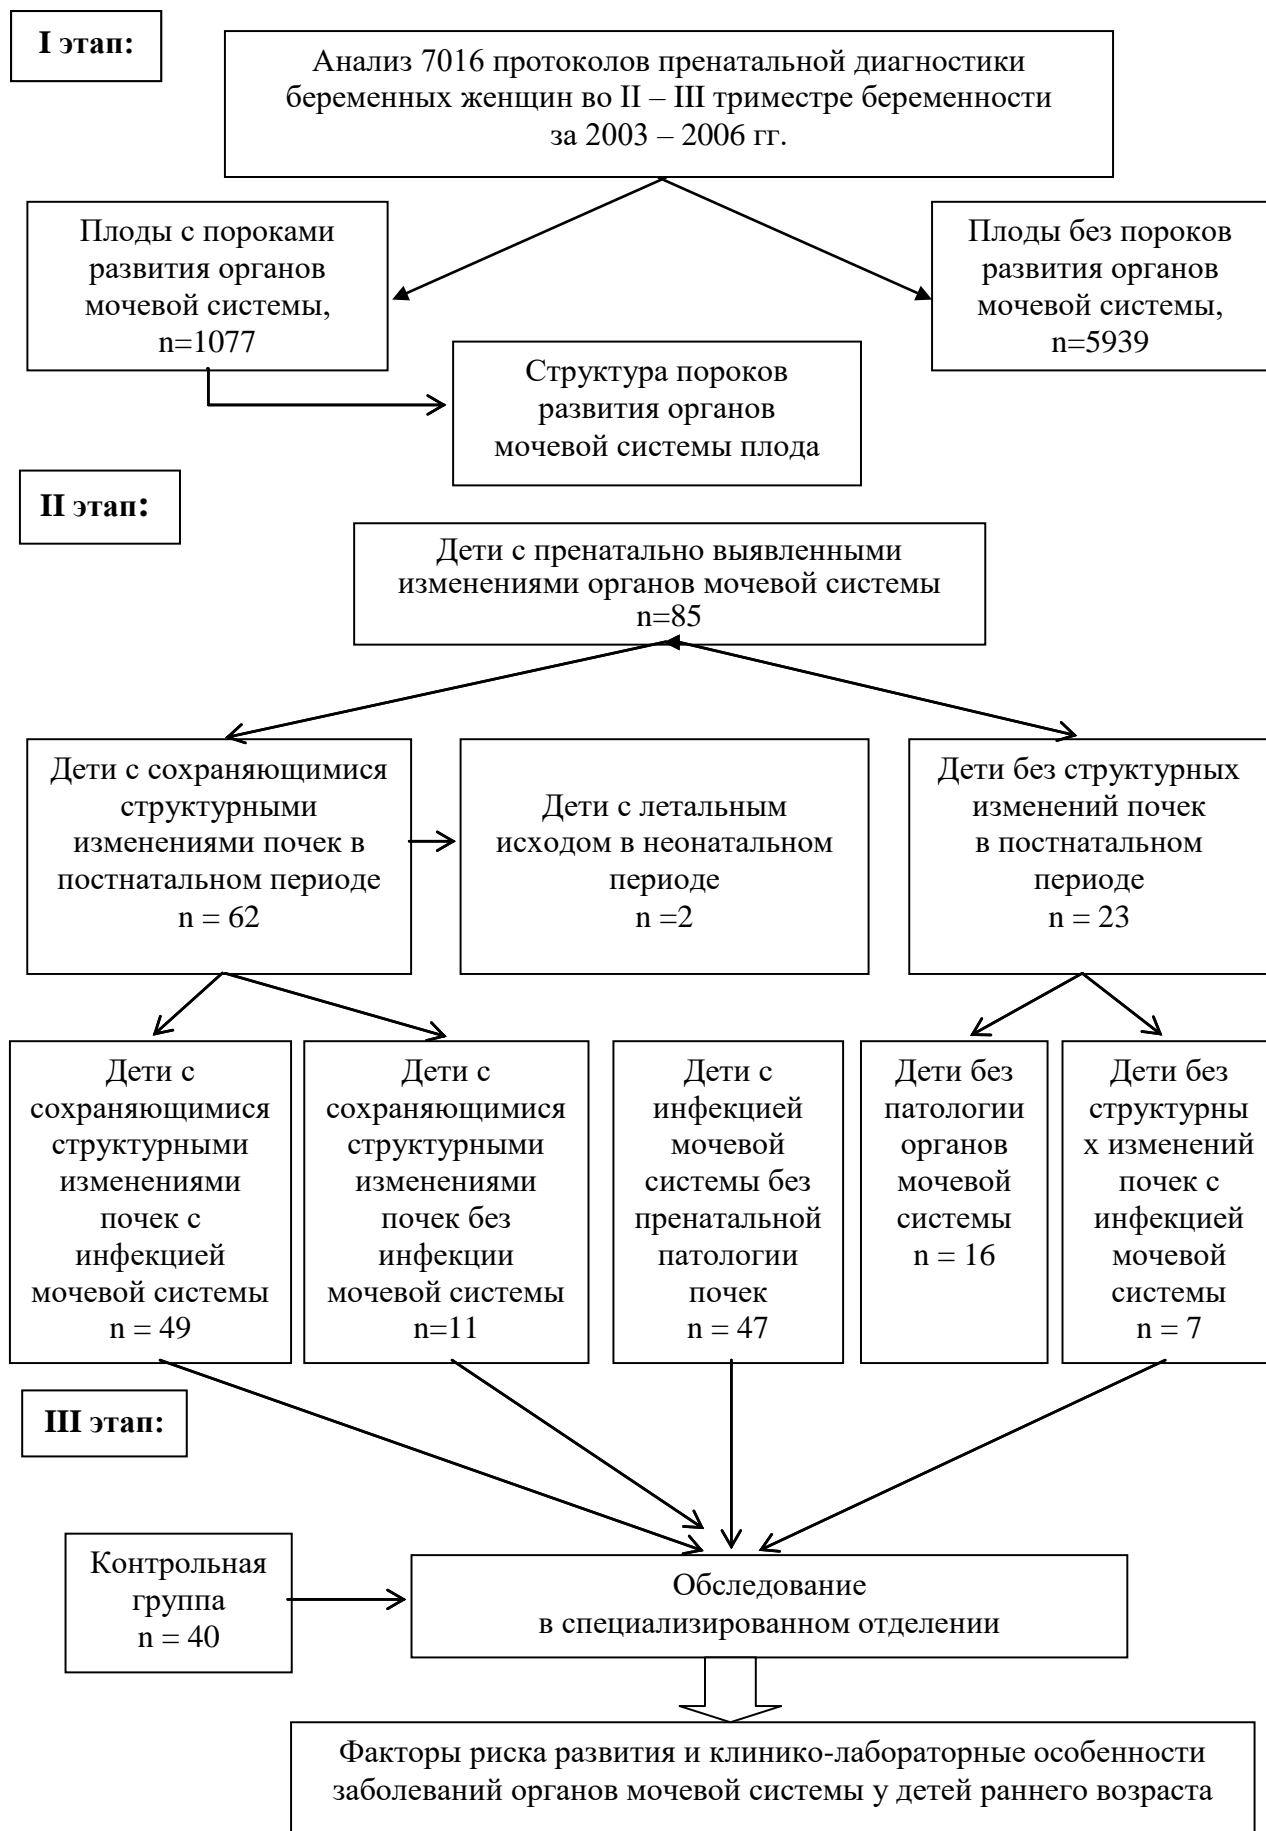 I этап:
Анализ 7016 протоколов пренатальной диагностики
беременных женщин во II – III триместре беременности
за 2003 – 2006 гг.
Плоды с пороками
развития органов
мочевой системы,
n=1077
Плоды без пороков
развития органов
мочевой системы,
n=5939
Структура пороков
развития органов
мочевой системы плода
II этап:
Дети с пренатально выявленными
изменениями органов мочевой системы
n=85
Дети с сохраняющимися
структурными
изменениями почек в
постнатальном периоде
n = 62
Дети с летальным
исходом в неонатальном
периоде
n =2
Дети без структурных
изменений почек
в постнатальном
периоде
n = 23
Дети с
сохраняющимися
структурными
изменениями
почек с
инфекцией
мочевой системы
n = 49
Дети с
сохраняющимися
структурными
изменениями
почек без
инфекции
мочевой системы
n=11
Дети с
инфекцией
мочевой
системы без
пренатальной
патологии
почек
n = 47
Дети без
патологии
органов
мочевой
системы
n = 16
Дети без
структурны
х изменений
почек с
инфекцией
мочевой
системы
n = 7
III этап:
Контрольная
группа
n = 40
Обследование
в специализированном отделении
Факторы риска развития и клинико-лабораторные особенности
заболеваний органов мочевой системы у детей раннего возраста